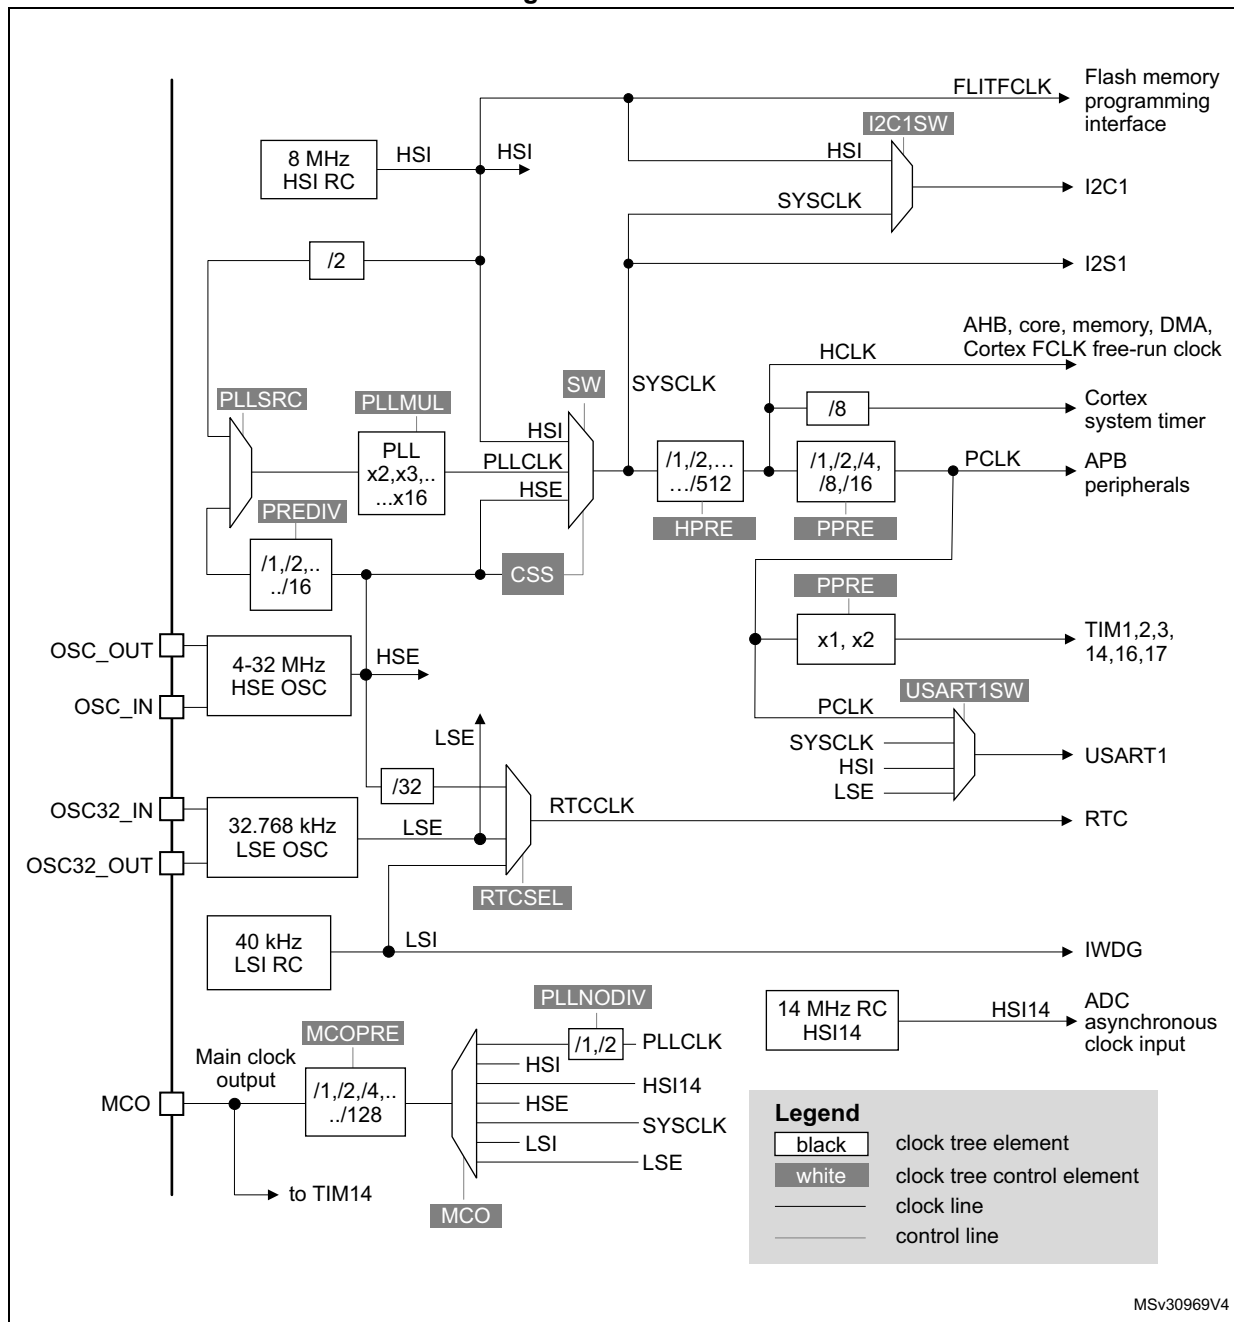 g
FLITFCLK
Flash memory
programming
interface
I2C1SW
8 MHz
HSI RC
HSI
HSI
HSI
SYSCLK
I2C1
/2
I2S1
AHB, core, memory, DMA,
Cortex FCLK free-run clock
HCLK
PLLSRC
PLLMUL
SW
SYSCLK
/8
Cortex
system timer
PLL
x2,x3,..
...x16
HSI
PLLCLK
HSE
/1,/2,...
.../512
/1,/2,/4,
/8,/16
PCLK
APB
peripherals
PREDIV
HPRE
PPRE
/1,/2,..
../16
CSS
PPRE
OSC_OUT
OSC_IN
4-32 MHz
HSE OSC
HSE
x1, x2
TIM1,2,3,
14,16,17
USART1SW
PCLK
SYSCLK
HSI
LSE
USART1
LSE
/32
OSC32_IN
OSC32_OUT
32.768 kHz
LSE OSC
LSE
RTCCLK
RTC
RTCSEL
40 kHz
LSI RC
LSI
IWDG
PLLNODIV
14 MHz RC
HSI14
HSI14
ADC
asynchronous
clock input
MCOPRE
Main clock
output
/1,/2
PLLCLK
HSI
HSI14
HSE
SYSCLK
LSI
LSE
MCO
/1,/2,/4,..
../128
to TIM14
MCO
Legend
black clock tree element
white clock tree control element
clock line
control line
MSv30969V4